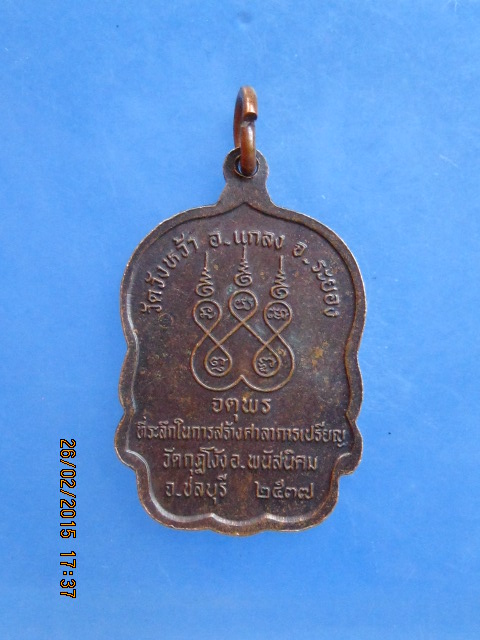 วัดวังหว้า อ.แกลง จ.ระยอง
จตุพร
ที่ระลึกในการสร้างศาลาการเปรียญ
วัดกุฎโง้ง อ.พนัสนิคม
จ.ชลบุรี ๒๕๓๗
26/02/2015 17:37